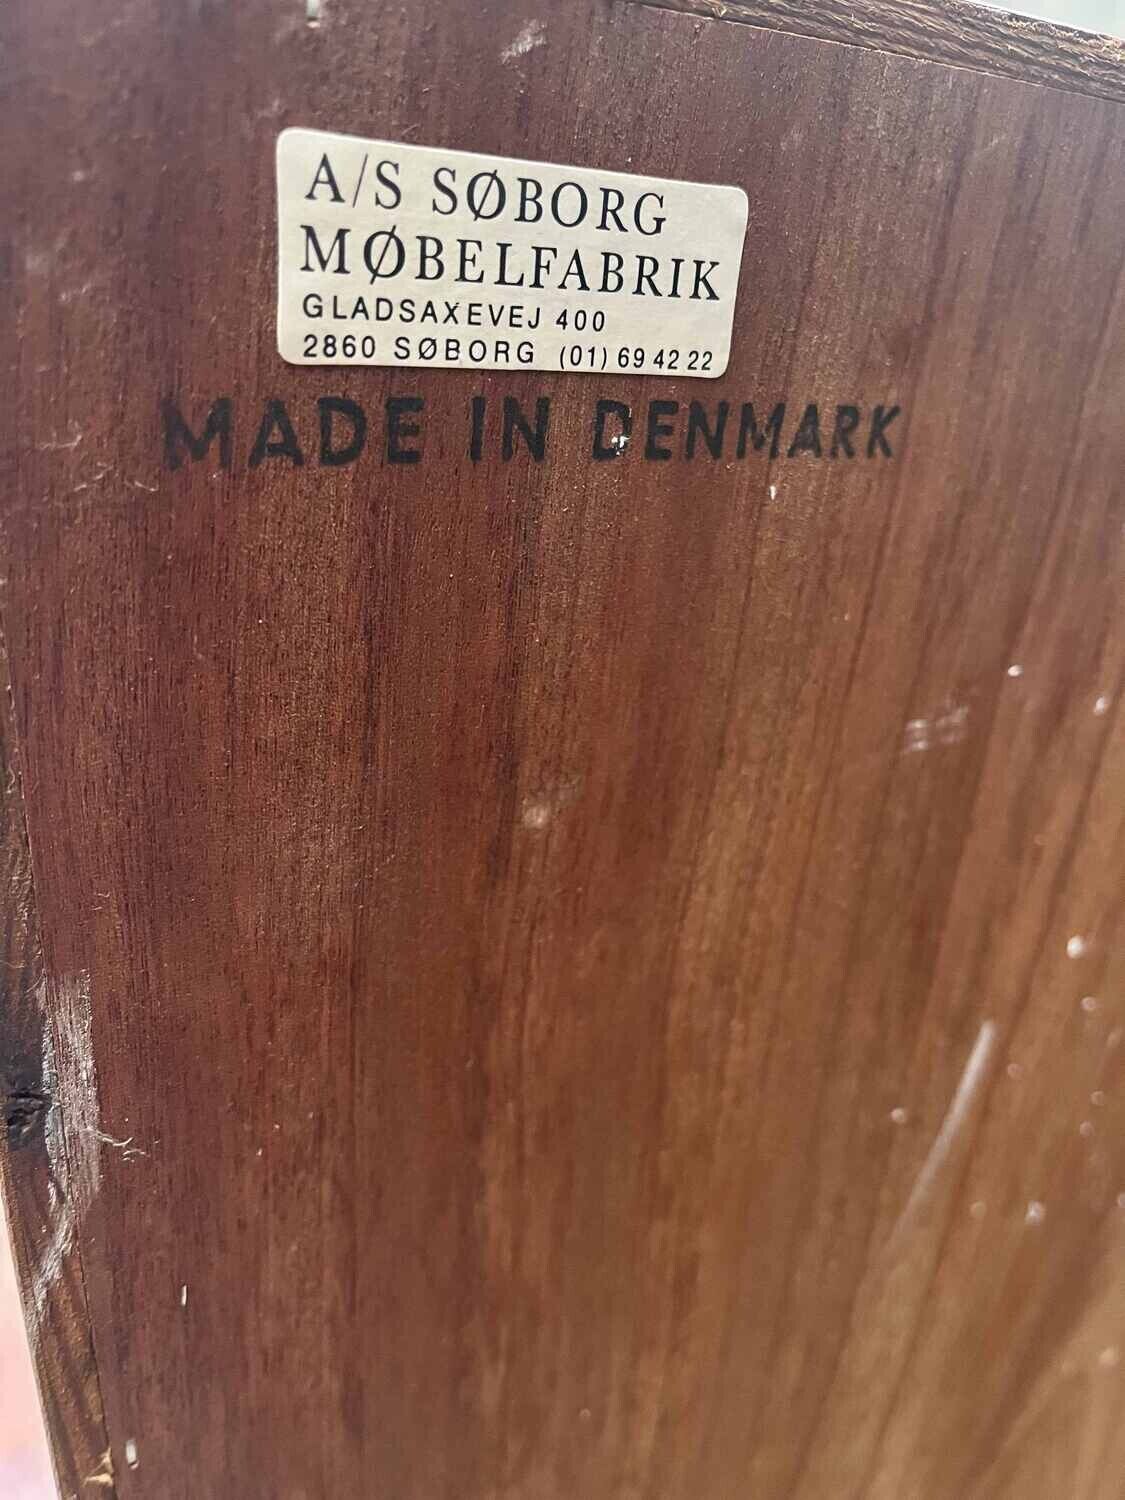 A/S SØBORG
MØBELFABRIK
GLADSAXEVEJ 400
2860 SØBORG (01) 69 42 22
MADE IN DENMARK